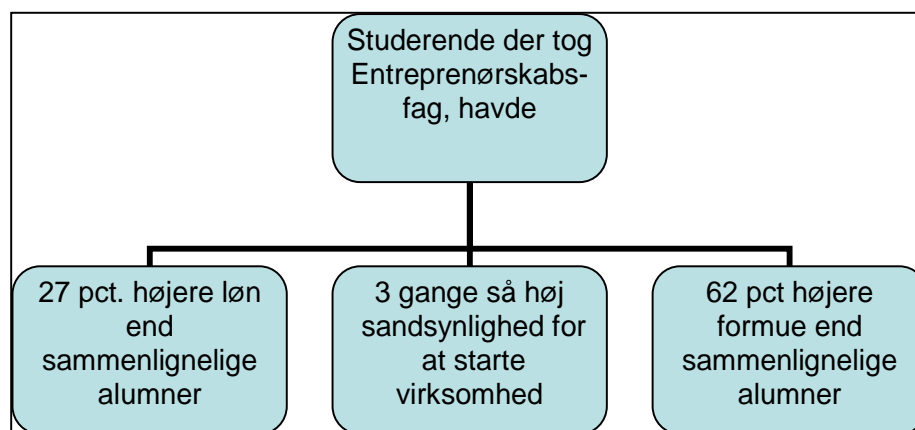 Studerende der tog
Entreprenørskabs-
fag, havde
27 pct. højere løn
end
sammenlignelige
alumner
3 gange så høj
sandsynlighed for
at starte
virksomhed
62 pct højere
formue end
sammenlignelige
alumner